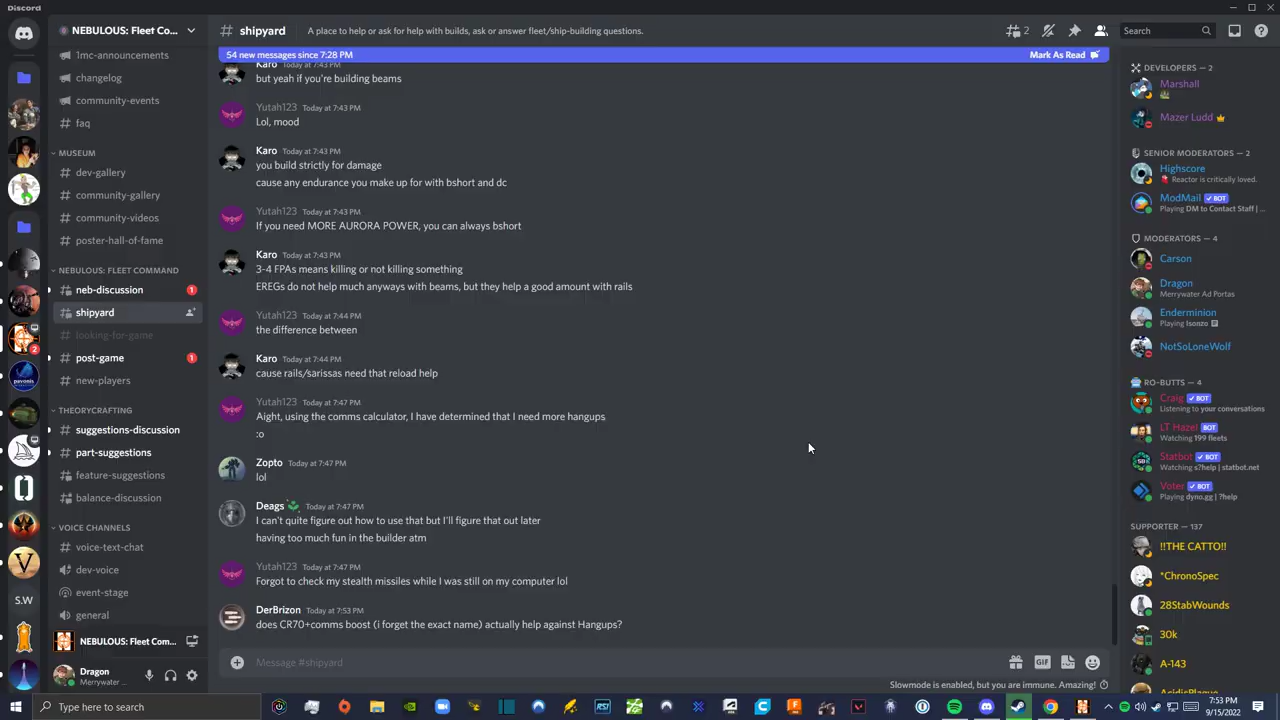 Discord
NEBULOUS: Fleet Co...
1mc-announcements
changelog
community-events
faq
MUSEUM
dev-gallery
community-gallery
community-videos
poster-hall-of-fame
NEBULOUS: FLEET COMMAND
neb-discussion 1
shipyard
looking-for-game
post-game 1
new-players
THEORYCRAFTING
suggestions-discussion
part-suggestions
feature-suggestions
balance-discussion
VOICE CHANNELS
voice-text-chat
dev-voice
event-stage
general
NEBULOUS: Fleet Com...
Dragon
Merrywater ...
2
S.W
pavonis
# shipyard
A place to help or ask for help with builds, ask or answer fleet/ship-building questions.
2
Search
54 new messages since 7:28 PM
Mark As Read
Karo Today at 7:43 PM
but yeah if you're building beams
Yutah123 Today at 7:43 PM
Lol, mood
Karo Today at 7:43 PM
you build strictly for damage
cause any endurance you make up for with bshort and dc
Yutah123 Today at 7:43 PM
If you need MORE AURORA POWER, you can always bshort
Karo Today at 7:43 PM
3-4 FPAs means killing or not killing something
EREGs do not help much anyways with beams, but they help a good amount with rails
Yutah123 Today at 7:44 PM
the difference between
Karo Today at 7:44 PM
cause rails/sarissas need that reload help
Yutah123 Today at 7:47 PM
Aight, using the comms calculator, I have determined that I need more hangups
:o
Zopto Today at 7:47 PM
lol
Deags Today at 7:47 PM
I can't quite figure out how to use that but I'll figure that out later
having too much fun in the builder atm
Yutah123 Today at 7:47 PM
Forgot to check my stealth missiles while I was still on my computer lol
DerBrizon Today at 7:53 PM
does CR70+comms boost (i forget the exact name) actually help against Hangups?
Message #shipyard
GIF
Slowmode is enabled, but you are immune. Amazing!
DEVELOPERS — 2
Marshall
Mazer Ludd
SENIOR MODERATORS — 2
Highscore
Reactor is critically loved.
ModMail BOT
Playing DM to Contact Staff | ...
MODERATORS — 4
Carson
Dragon
Merrywater Ad Portas
Enderminion
Playing Isonzo
NotSoLoneWolf
RO-BUTTS — 4
Craig BOT
Listening to your conversations
LT Hazel BOT
Watching 199 fleets
Statbot BOT
Watching s?help | statbot.net
Voter BOT
Playing dyno.gg | ?help
SUPPORTER — 137
!!THE CATTO!!
*ChronoSpec
28StabWounds
30k
A-143
AcidisPlague
Type here to search
RSI
7:53 PM
9/15/2022